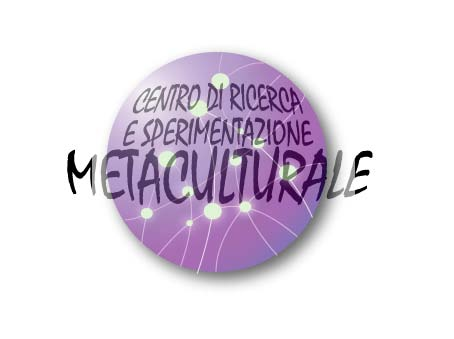 CENTRO DI RICERCA
E SPERIMENTAZIONE
METACULTURALE